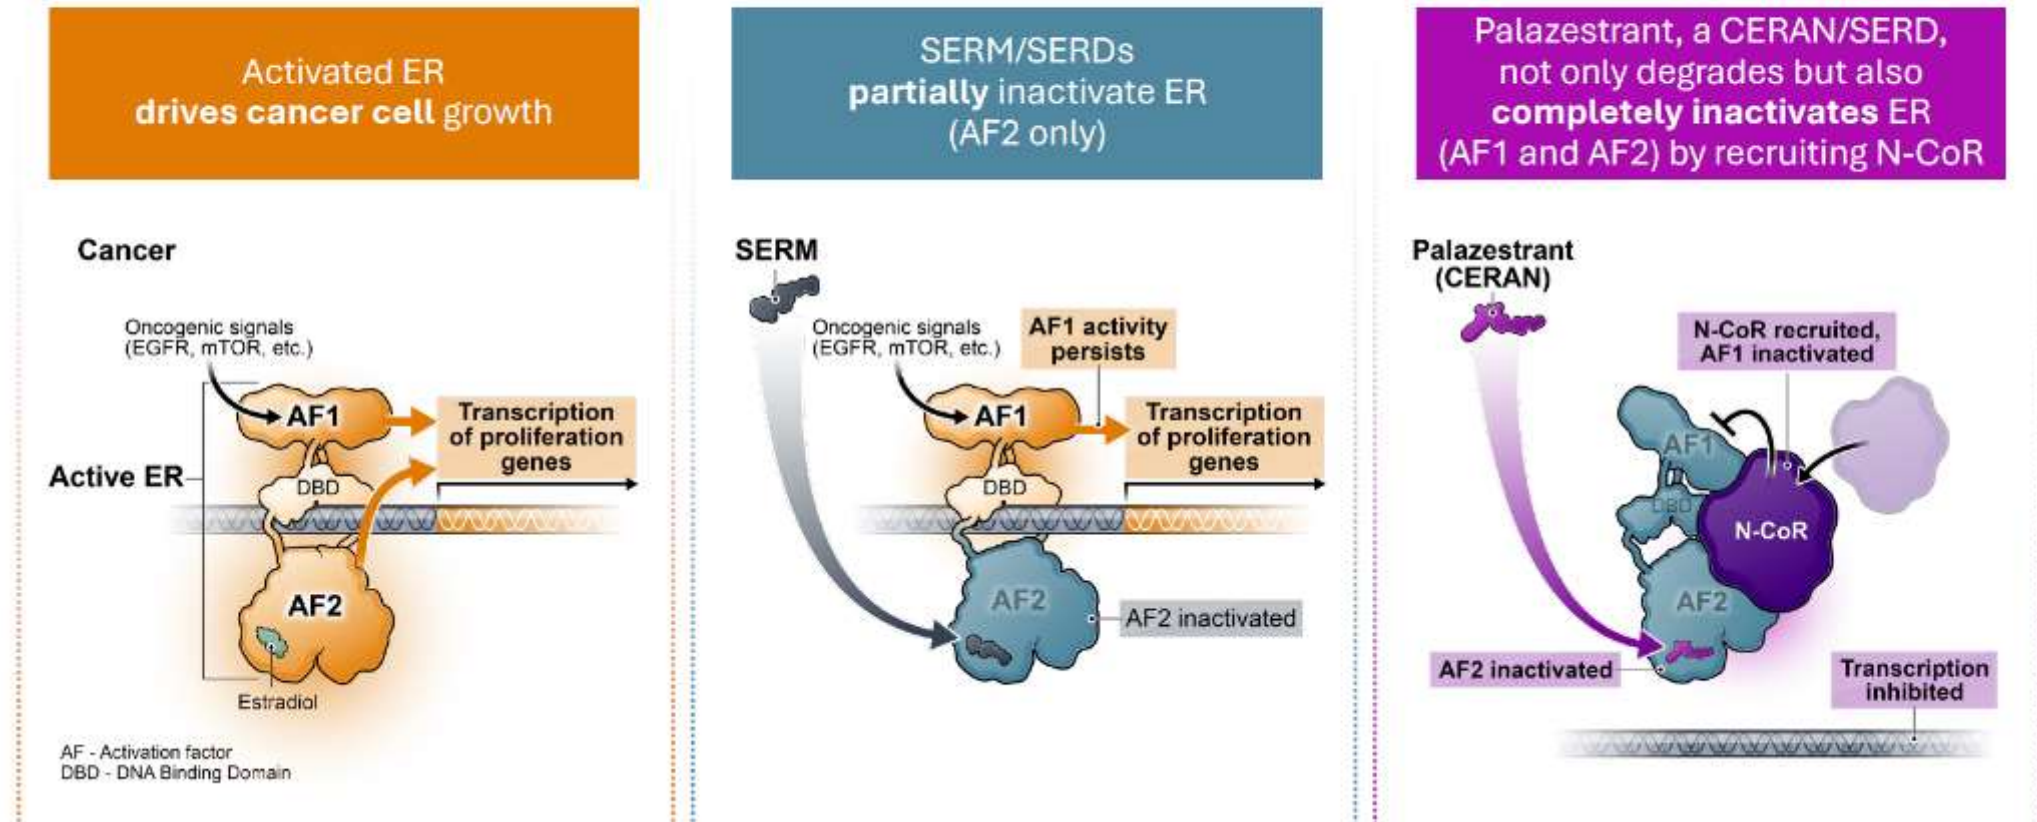 Activated ER
drives cancer cell growth
Cancer
Oncogenic signals
(EGFR, mTOR, etc.)
AF1
Transcription
of proliferation
genes
Active ER
DBD
AF2
Estradiol
AF - Activation factor
DBD - DNA Binding Domain
SERM/SERDs
partially inactivate ER
(AF2 only)
SERM
Oncogenic signals
(EGFR, mTOR, etc.)
AF1 activity
persists
AF1
Transcription
of proliferation
genes
DBD
AF2
AF2 inactivated
Palazestrant, a CERAN/SERD,
not only degrades but also
completely inactivates ER
(AF1 and AF2) by recruiting N-CoR
Palazestrant
(CERAN)
N-CoR recruited,
AF1 inactivated
AF1
DBD
N-CoR
AF2
AF2 inactivated
Transcription
inhibited